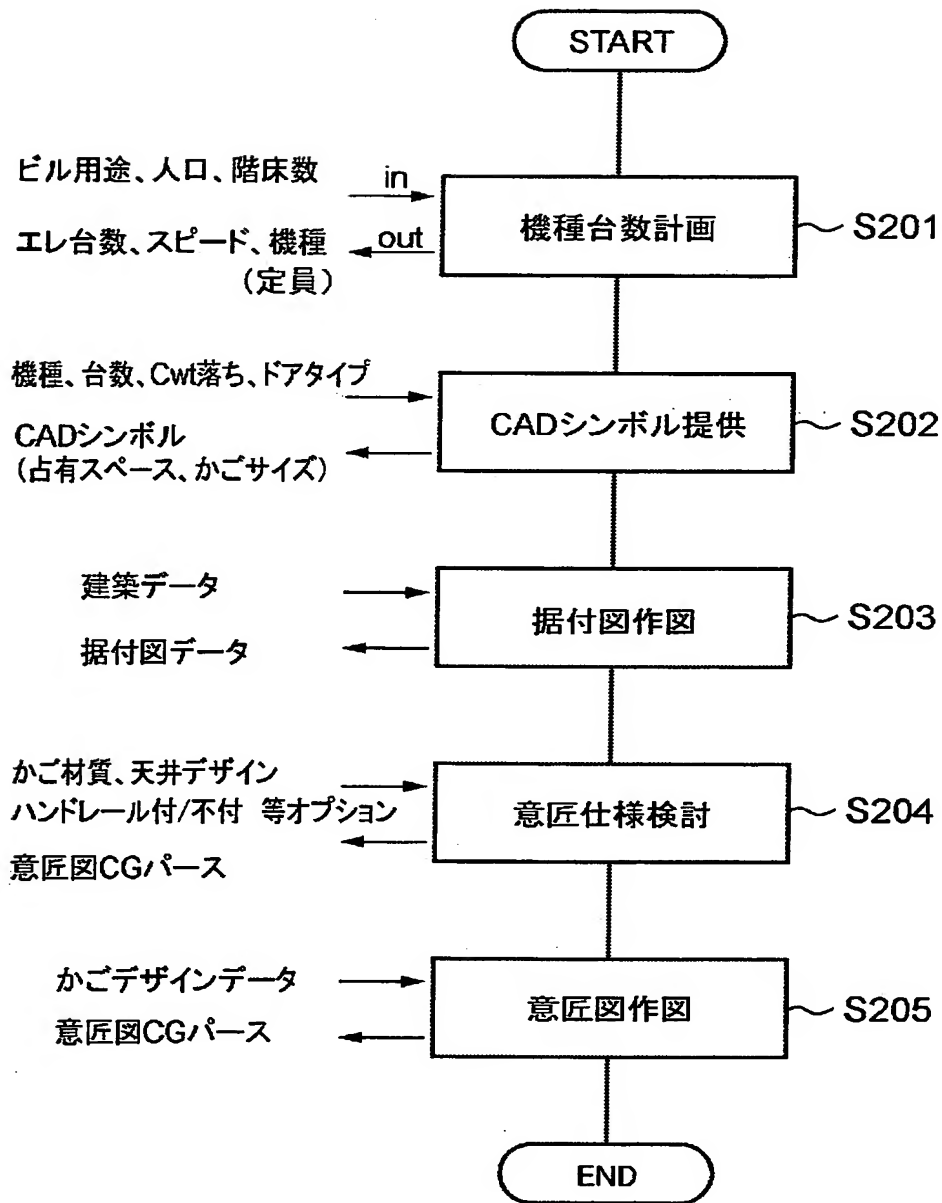 START
ビル用途、人口、階床数
in
エレ台数、スピード、機種
(定員)
out
機種台数計画
S201
機種、台数、Cwt落ち、ドアタイプ
CADシンボル
(占有スペース、かごサイズ)
CADシンボル提供
S202
建築データ
据付図データ
据付図作図
S203
かご材質、天井デザイン
ハンドレール付/不付 等オプション
意匠図CGパース
意匠仕様検討
S204
かごデザインデータ
意匠図CGパース
意匠図作図
S205
END